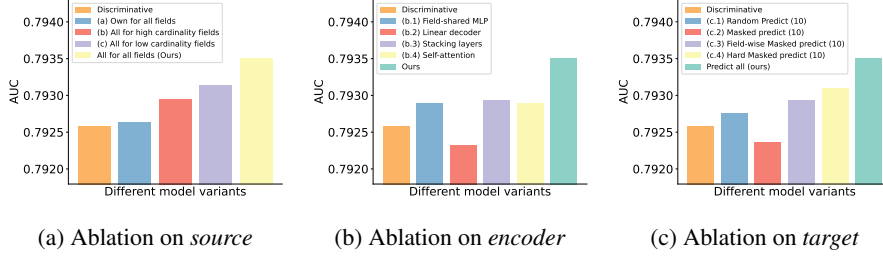 0.7940
0.7935
0.7930
0.7925
0.7920
AUC
Discriminative
(a) Own for all fields
(b) All for high cardinality fields
(c) All for low cardinality fields
All for all fields (Ours)
Different model variants
(a) Ablation on source
0.7940
0.7935
0.7930
0.7925
0.7920
AUC
Discriminative
(b.1) Field-shared MLP
(b.2) Linear decoder
(b.3) Stacking layers
(b.4) Self-attention
Ours
Different model variants
(b) Ablation on encoder
0.7940
0.7935
0.7930
0.7925
0.7920
AUC
Discriminative
(c.1) Random Predict (10)
(c.2) Masked predict (10)
(c.3) Field-wise Masked predict (10)
(c.4) Hard Masked predict (10)
Predict all (ours)
Different model variants
(c) Ablation on target